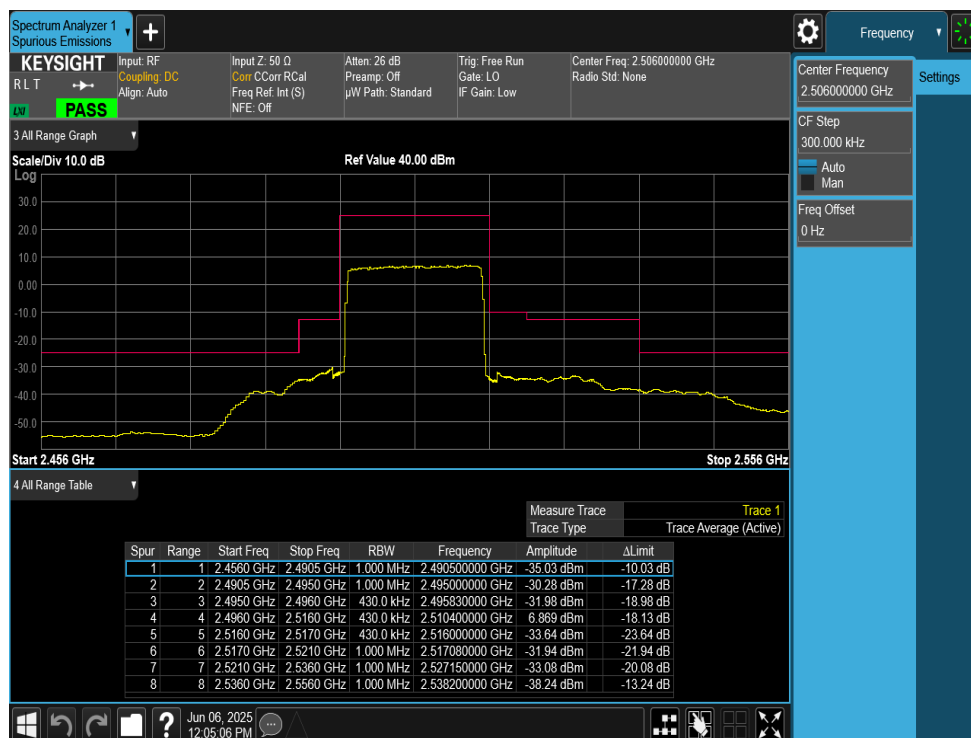 Spectrum Analyzer 1
Spurious Emissions
Frequency
KEYSIGHT
R L T
LXI
PASS
Input: RF
Coupling: DC
Align: Auto
Input Z: 50 Ω
Corr CCorr RCal
Freq Ref: Int (S)
NFE: Off
Atten: 26 dB
Preamp: Off
µW Path: Standard
Trig: Free Run
Gate: LO
IF Gain: Low
Center Freq: 2.506000000 GHz
Radio Std: None
Center Frequency
2.506000000 GHz
Settings
CF Step
300.000 kHz
Auto
Man
Freq Offset
0 Hz
3 All Range Graph
Scale/Div 10.0 dB
Ref Value 40.00 dBm
Log
30.0
20.0
10.0
0.00
-10.0
-20.0
-30.0
-40.0
-50.0
Start 2.456 GHz
Stop 2.556 GHz
4 All Range Table
Measure Trace Trace 1
Trace Type Trace Average (Active)
Spur Range Start Freq Stop Freq RBW Frequency Amplitude ΔLimit
1 1 2.4560 GHz 2.4905 GHz 1.000 MHz 2.490500000 GHz -35.03 dBm -10.03 dB
2 2 2.4905 GHz 2.4950 GHz 1.000 MHz 2.495000000 GHz -30.28 dBm -17.28 dB
3 3 2.4950 GHz 2.4960 GHz 430.0 kHz 2.495830000 GHz -31.98 dBm -18.98 dB
4 4 2.4960 GHz 2.5160 GHz 430.0 kHz 2.510400000 GHz 6.869 dBm -18.13 dB
5 5 2.5160 GHz 2.5170 GHz 430.0 kHz 2.516000000 GHz -33.64 dBm -23.64 dB
6 6 2.5170 GHz 2.5210 GHz 1.000 MHz 2.517080000 GHz -31.94 dBm -21.94 dB
7 7 2.5210 GHz 2.5360 GHz 1.000 MHz 2.527150000 GHz -33.08 dBm -20.08 dB
8 8 2.5360 GHz 2.5560 GHz 1.000 MHz 2.538200000 GHz -38.24 dBm -13.24 dB
Jun 06, 2025
12:05:06 PM